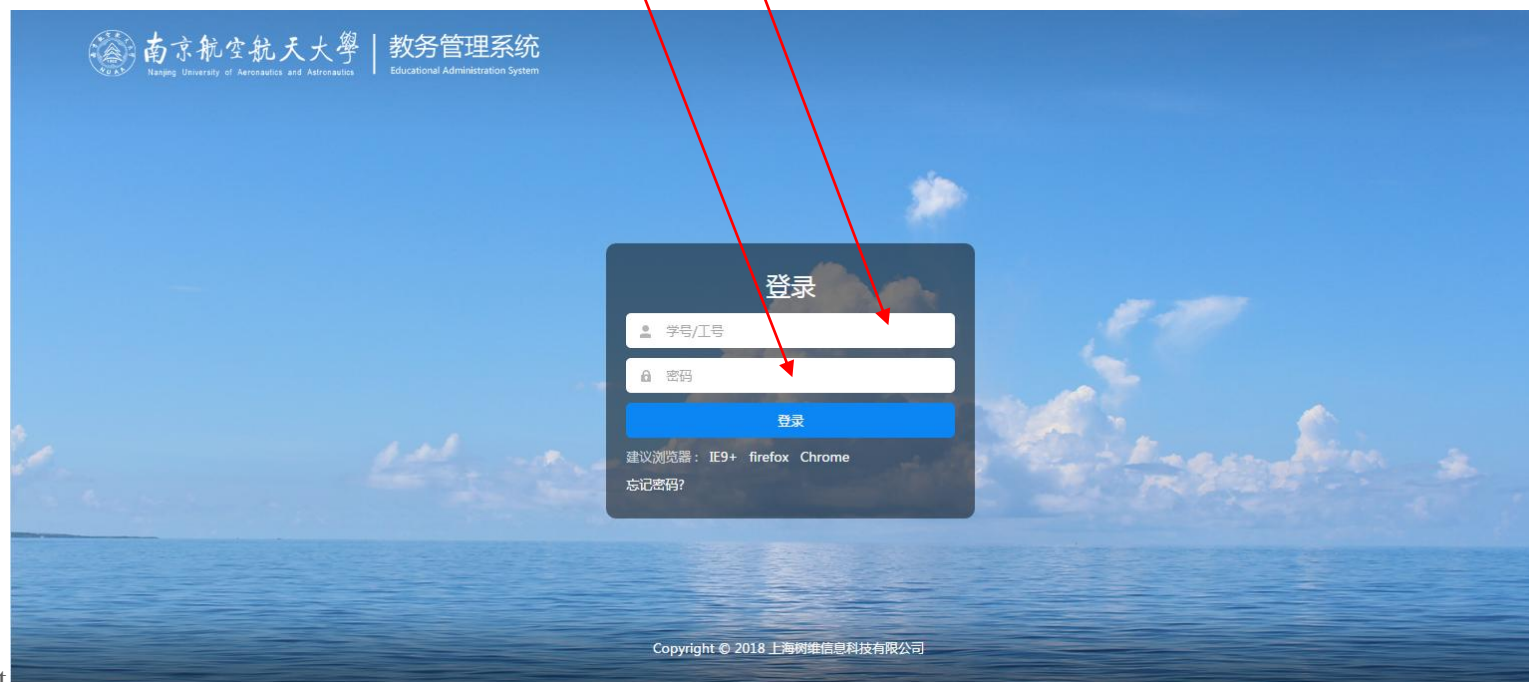 南京航空航天大學
Nanjing University of Aeronautics and Astronautics
教务管理系统
Educational Administration System
登录
学号/工号
密码
登录
建议浏览器： IE9+ firefox Chrome
忘记密码?
Copyright © 2018 上海树维信息科技有限公司
t